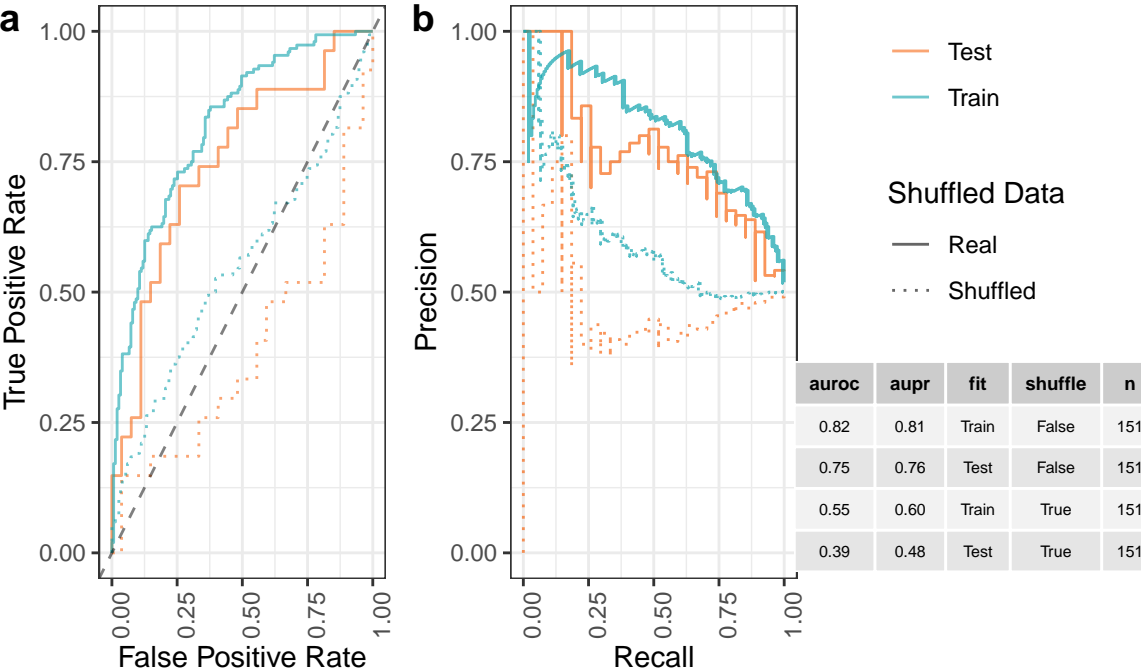 a
True Positive Rate
1.00
0.75
0.50
0.25
0.00
0.00
0.25
0.50
0.75
1.00
False Positive Rate
b
Precision
1.00
0.75
0.50
0.25
0.00
0.00
0.25
0.50
0.75
1.00
Recall
Test
Train
Shuffled Data
Real
Shuffled
auroc aupr fit shuffle n
0.82 0.81 Train False 151
0.75 0.76 Test False 151
0.55 0.60 Train True 151
0.39 0.48 Test True 151